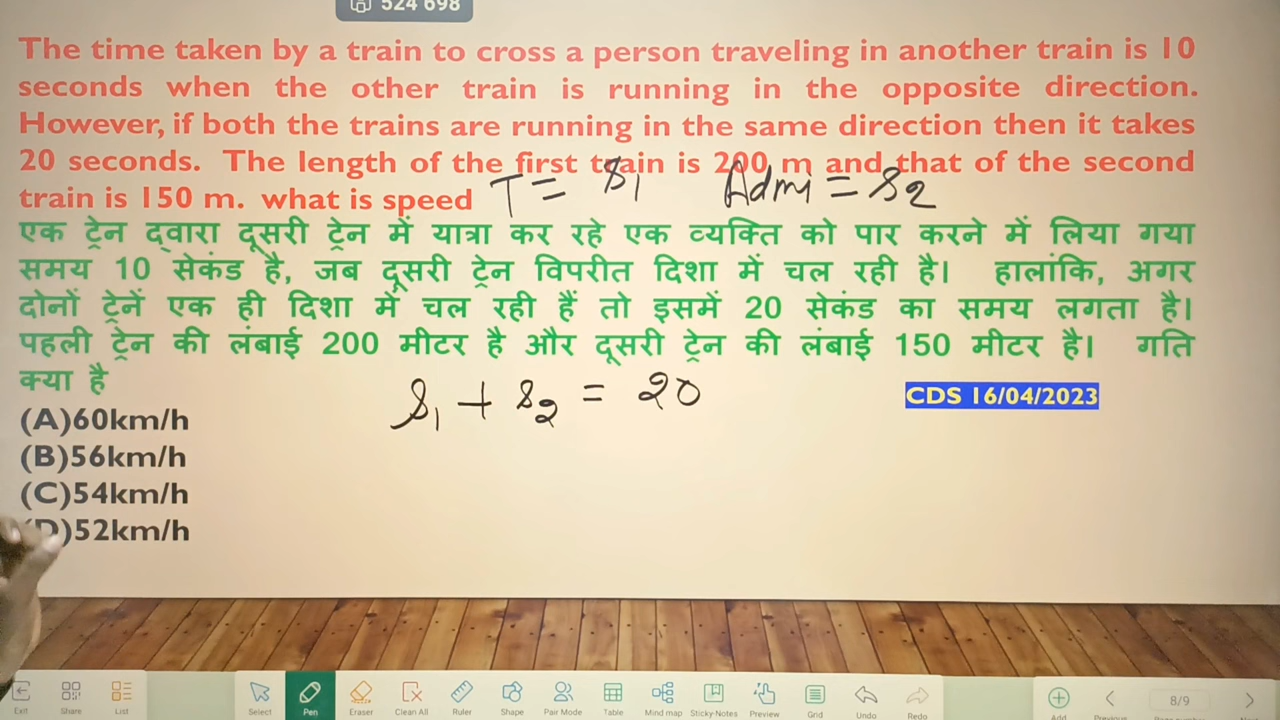 524 698
The time taken by a train to cross a person traveling in another train is 10
seconds when the other train is running in the opposite direction.
However, if both the trains are running in the same direction then it takes
20 seconds. The length of the first train is 200 m and that of the second
train is 150 m. what is speed
T = S1 Admi = S2
एक ट्रेन द्वारा दूसरी ट्रेन में यात्रा कर रहे एक व्यक्ति को पार करने में लिया गया
समय 10 सेकंड है, जब दूसरी ट्रेन विपरीत दिशा में चल रही है। हालांकि, अगर
दोनों ट्रेनें एक ही दिशा में चल रही हैं तो इसमें 20 सेकंड का समय लगता है।
पहली ट्रेन की लंबाई 200 मीटर है और दूसरी ट्रेन की लंबाई 150 मीटर है। गति
क्या है
S1 + S2 = 20
CDS 16/04/2023
(A)60km/h
(B)56km/h
(C)54km/h
(D)52km/h
Exit Share List Select Pen Eraser Clean All Ruler Shape Pair Mode Table Mind map Sticky-Notes Preview Grid Undo Redo Add Previous 8/9